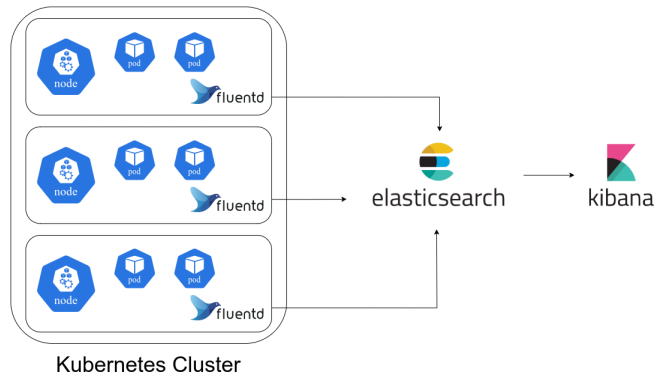 node
pod
pod
fluentd
node
pod
pod
fluentd
elasticsearch
kibana
node
pod
pod
fluentd
Kubernetes Cluster